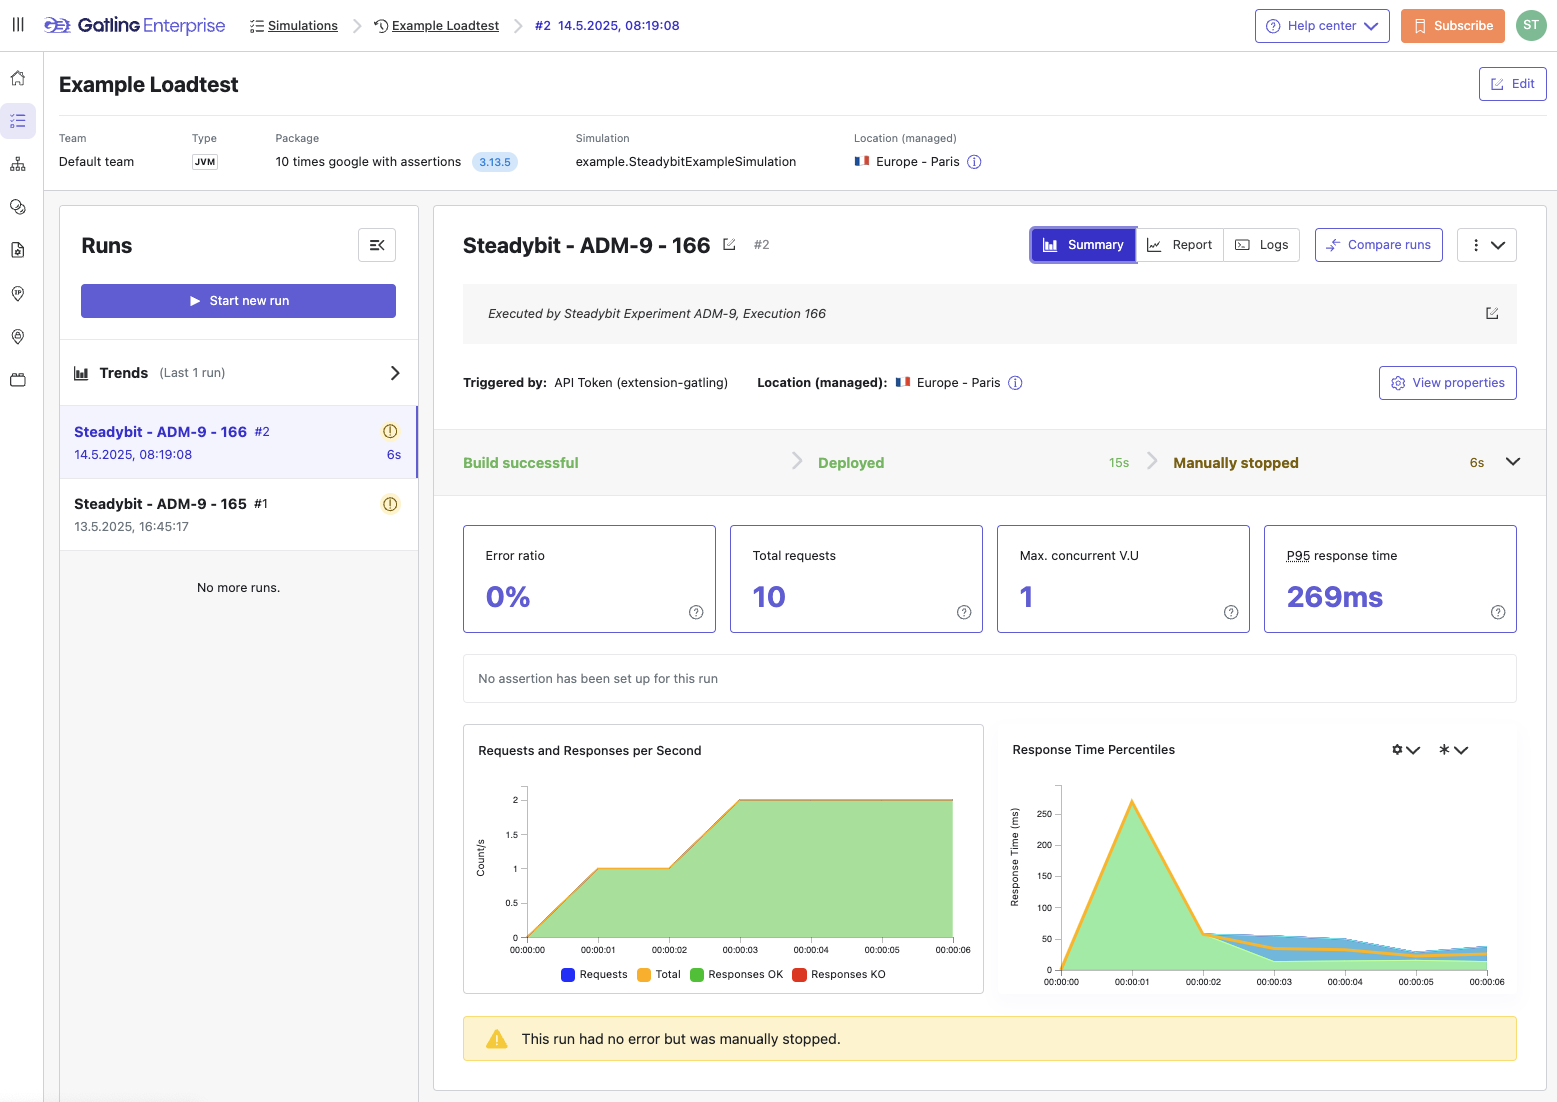 Gatling Enterprise
Simulations
Example Loadtest
#2 14.5.2025, 08:19:08
Help center
Subscribe
ST
Example Loadtest
Edit
Team
Type
Package
Simulation
Location (managed)
Default team
JVM
10 times google with assertions 3.13.5
example.SteadybitExampleSimulation
Europe - Paris
Runs
Start new run
Trends (Last 1 run)
Steadybit - ADM-9 - 166 #2
14.5.2025, 08:19:08 6s
Steadybit - ADM-9 - 165 #1
13.5.2025, 16:45:17
No more runs.
Steadybit - ADM-9 - 166 #2
Summary
Report
Logs
Compare runs
Executed by Steadybit Experiment ADM-9, Execution 166
Triggered by: API Token (extension-gatling)
Location (managed): Europe - Paris
View properties
Build successful
Deployed 15s
Manually stopped 6s
Error ratio
0%
Total requests
10
Max. concurrent V.U
1
P95 response time
269ms
No assertion has been set up for this run
Requests and Responses per Second
Count/s
2
1.5
1
0.5
0
00:00:00 00:00:01 00:00:02 00:00:03 00:00:04 00:00:05 00:00:06
Requests Total Responses OK Responses KO
Response Time Percentiles
Response Time (ms)
250
200
150
100
50
0
00:00:00 00:00:01 00:00:02 00:00:03 00:00:04 00:00:05 00:00:06
This run had no error but was manually stopped.